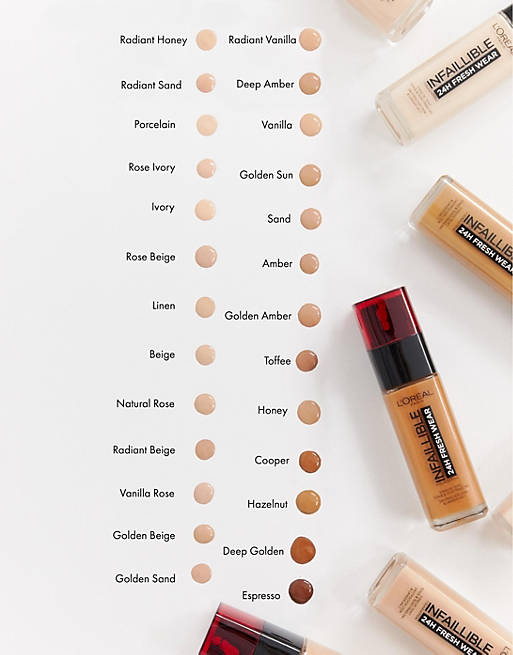 Radiant Honey
Radiant Sand
Porcelain
Rose Ivory
Ivory
Rose Beige
Linen
Beige
Natural Rose
Radiant Beige
Vanilla Rose
Golden Beige
Golden Sand
Radiant Vanilla
Deep Amber
Vanilla
Golden Sun
Sand
Amber
Golden Amber
Toffee
Honey
Cooper
Hazelnut
Deep Golden
Espresso
L'ORÉAL
INFAILLIBLE
24H FRESH WEAR
INFAILLIBLE
24H FRESH WEAR
L'ORÉAL
PARIS
INFAILLIBLE
24H FRESH WEAR
INFAILLIBLE
24H FRESH WEAR